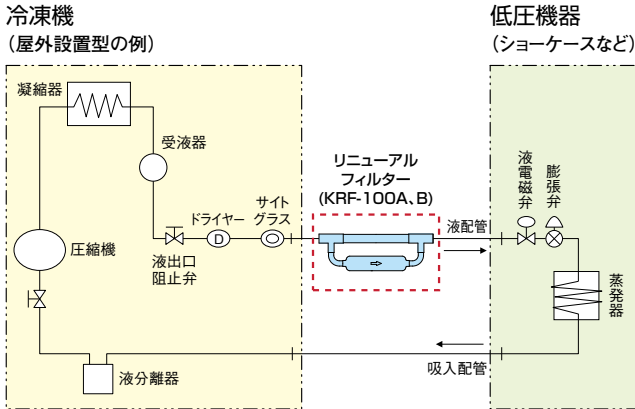 冷凍機
（屋外設置型の例）
低圧機器
（ショーケースなど）
凝縮器
受液器
リニューアル
フィルター
(KRF-100A、B)
液電磁弁
膨張弁
サイト
グラス
ドライヤー
D
液配管
圧縮機
液出口
阻止弁
蒸発器
吸入配管
液分離器